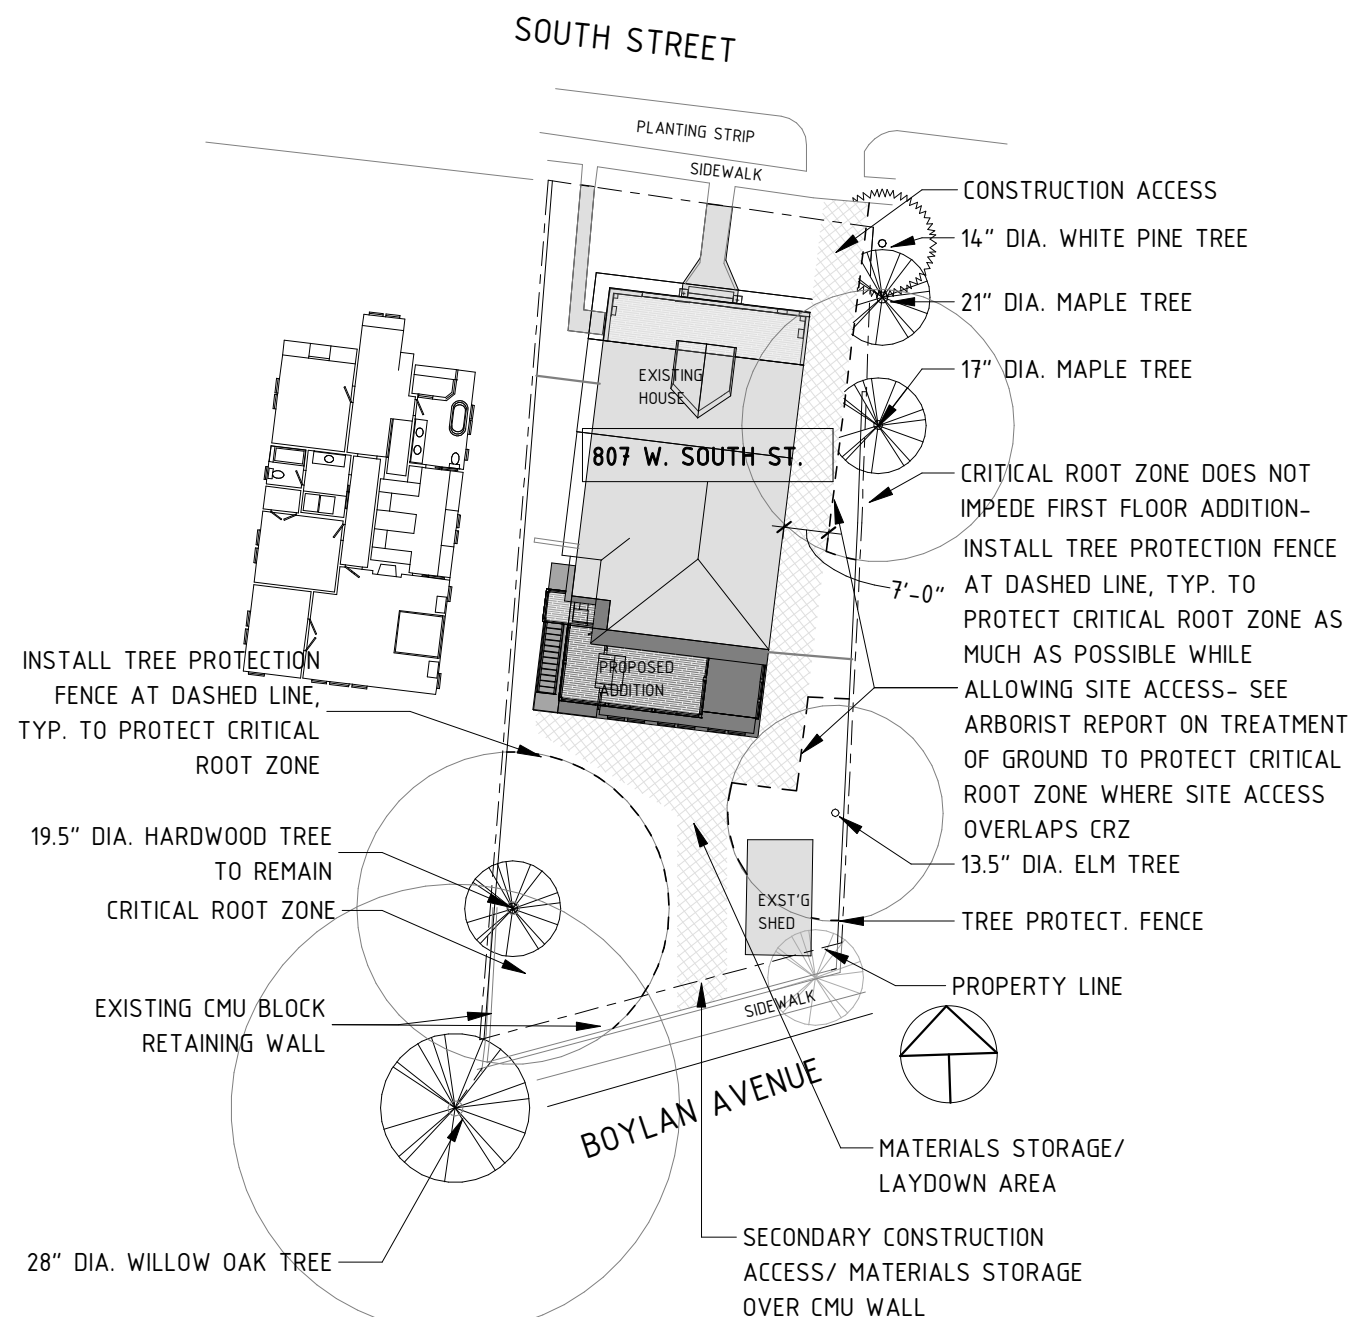 SOUTH STREET
PLANTING STRIP
SIDEWALK
CONSTRUCTION ACCESS
14" DIA. WHITE PINE TREE
21" DIA. MAPLE TREE
17" DIA. MAPLE TREE
EXISTING
HOUSE
807 W. SOUTH ST.
CRITICAL ROOT ZONE DOES NOT
IMPEDE FIRST FLOOR ADDITION-
INSTALL TREE PROTECTION FENCE
AT DASHED LINE, TYP. TO
PROTECT CRITICAL ROOT ZONE AS
MUCH AS POSSIBLE WHILE
ALLOWING SITE ACCESS- SEE
ARBORIST REPORT ON TREATMENT
OF GROUND TO PROTECT CRITICAL
ROOT ZONE WHERE SITE ACCESS
OVERLAPS CRZ
7'-0"
PROPOSED
ADDITION
INSTALL TREE PROTECTION
FENCE AT DASHED LINE,
TYP. TO PROTECT CRITICAL
ROOT ZONE
19.5" DIA. HARDWOOD TREE
TO REMAIN
CRITICAL ROOT ZONE
EXISTING CMU BLOCK
RETAINING WALL
13.5" DIA. ELM TREE
EXST'G
SHED
TREE PROTECT. FENCE
PROPERTY LINE
SIDEWALK
BOYLAN AVENUE
MATERIALS STORAGE/
LAYDOWN AREA
SECONDARY CONSTRUCTION
ACCESS/ MATERIALS STORAGE
OVER CMU WALL
28" DIA. WILLOW OAK TREE